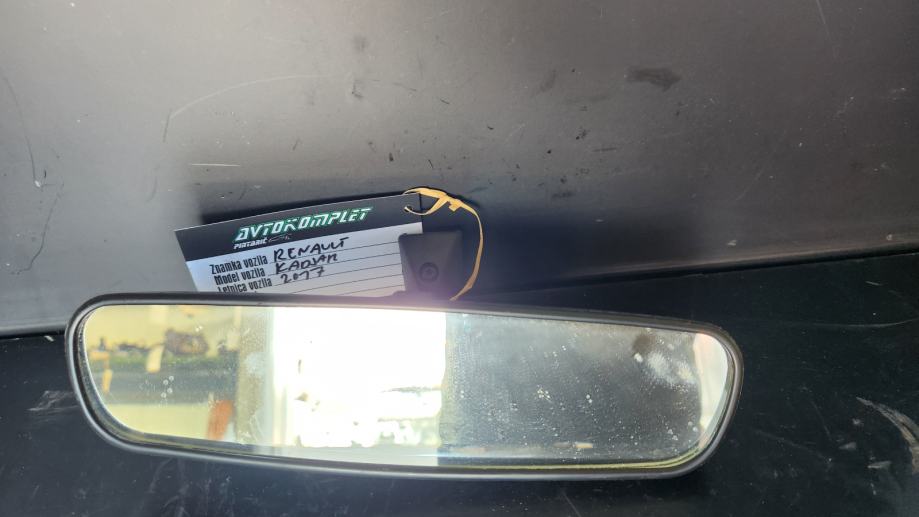 AVTOKOMPLET
PINTARIČ
Znamka vozila RENAULT
Model vozila KADJAR
Letnica vozila 2017